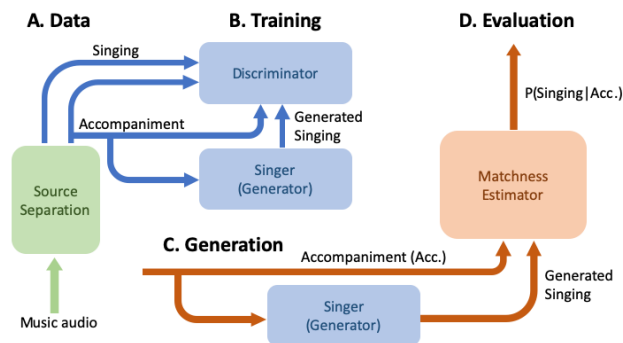 A. Data
B. Training
D. Evaluation
Singing
Discriminator
P(Singing|Acc.)
Accompaniment
Generated
Singing
Source
Separation
Singer
(Generator)
Matchness
Estimator
C. Generation
Accompaniment (Acc.)
Generated
Singing
Music audio
Singer
(Generator)